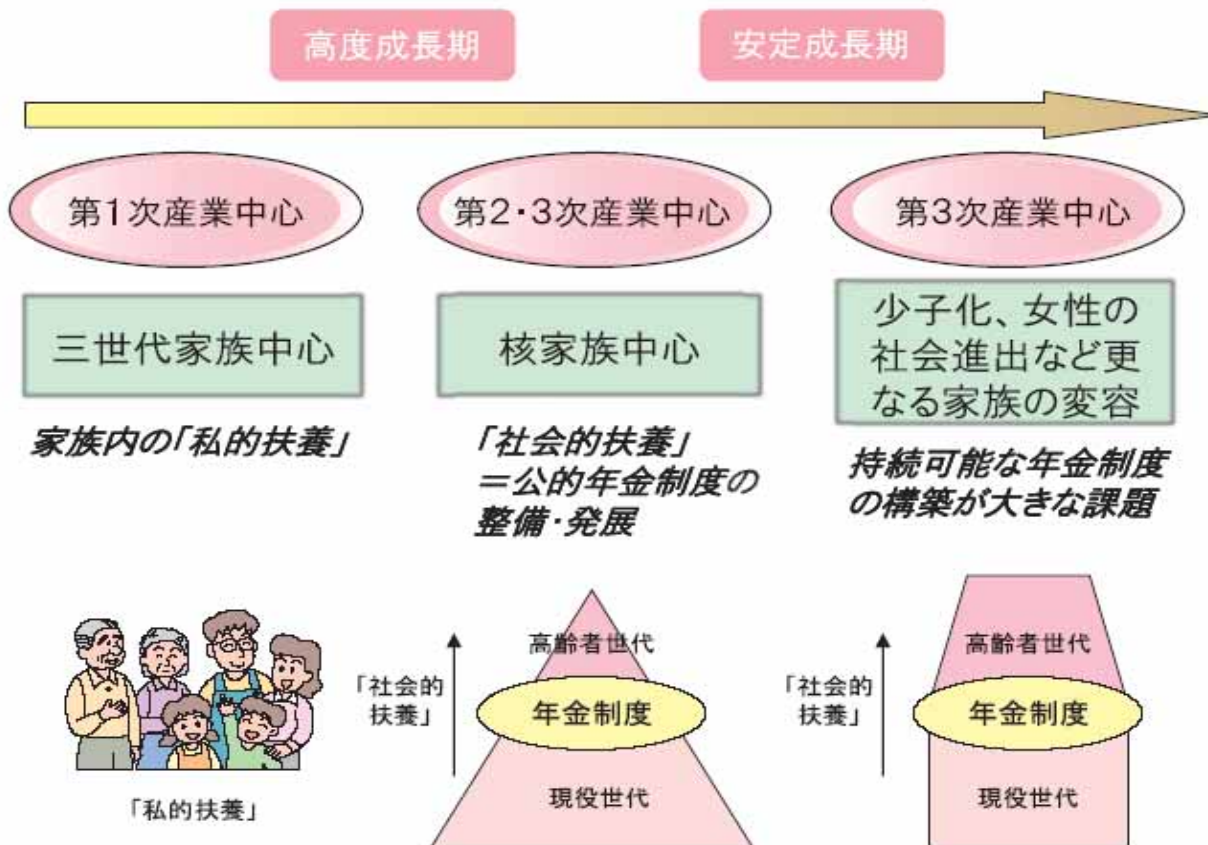 高度成長期
安定成長期
第1次産業中心
第2・3次産業中心
第3次産業中心
三世代家族中心
核家族中心
少子化、女性の
社会進出など更
なる家族の変容
家族内の「私的扶養」
「社会的扶養」
＝公的年金制度の
整備・発展
持続可能な年金制度
の構築が大きな課題
「私的扶養」
「社会的
扶養」
高齢者世代
年金制度
現役世代
「社会的
扶養」
高齢者世代
年金制度
現役世代